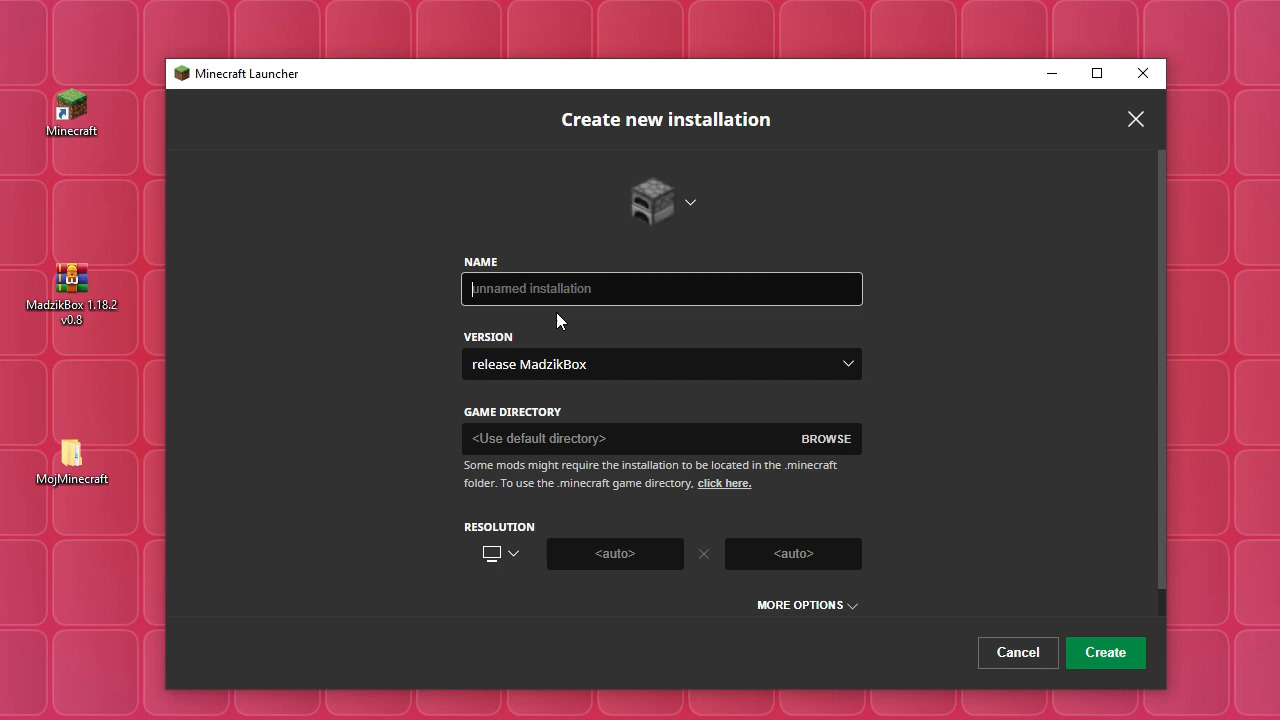 Minecraft Launcher
Create new installation
Minecraft
MadzikBox 1.18.2
v0.8
MojMinecraft
NAME
unnamed installation
VERSION
release MadzikBox
GAME DIRECTORY
<Use default directory>
BROWSE
Some mods might require the installation to be located in the .minecraft
folder. To use the .minecraft game directory, click here.
RESOLUTION
<auto>
<auto>
MORE OPTIONS
Cancel
Create